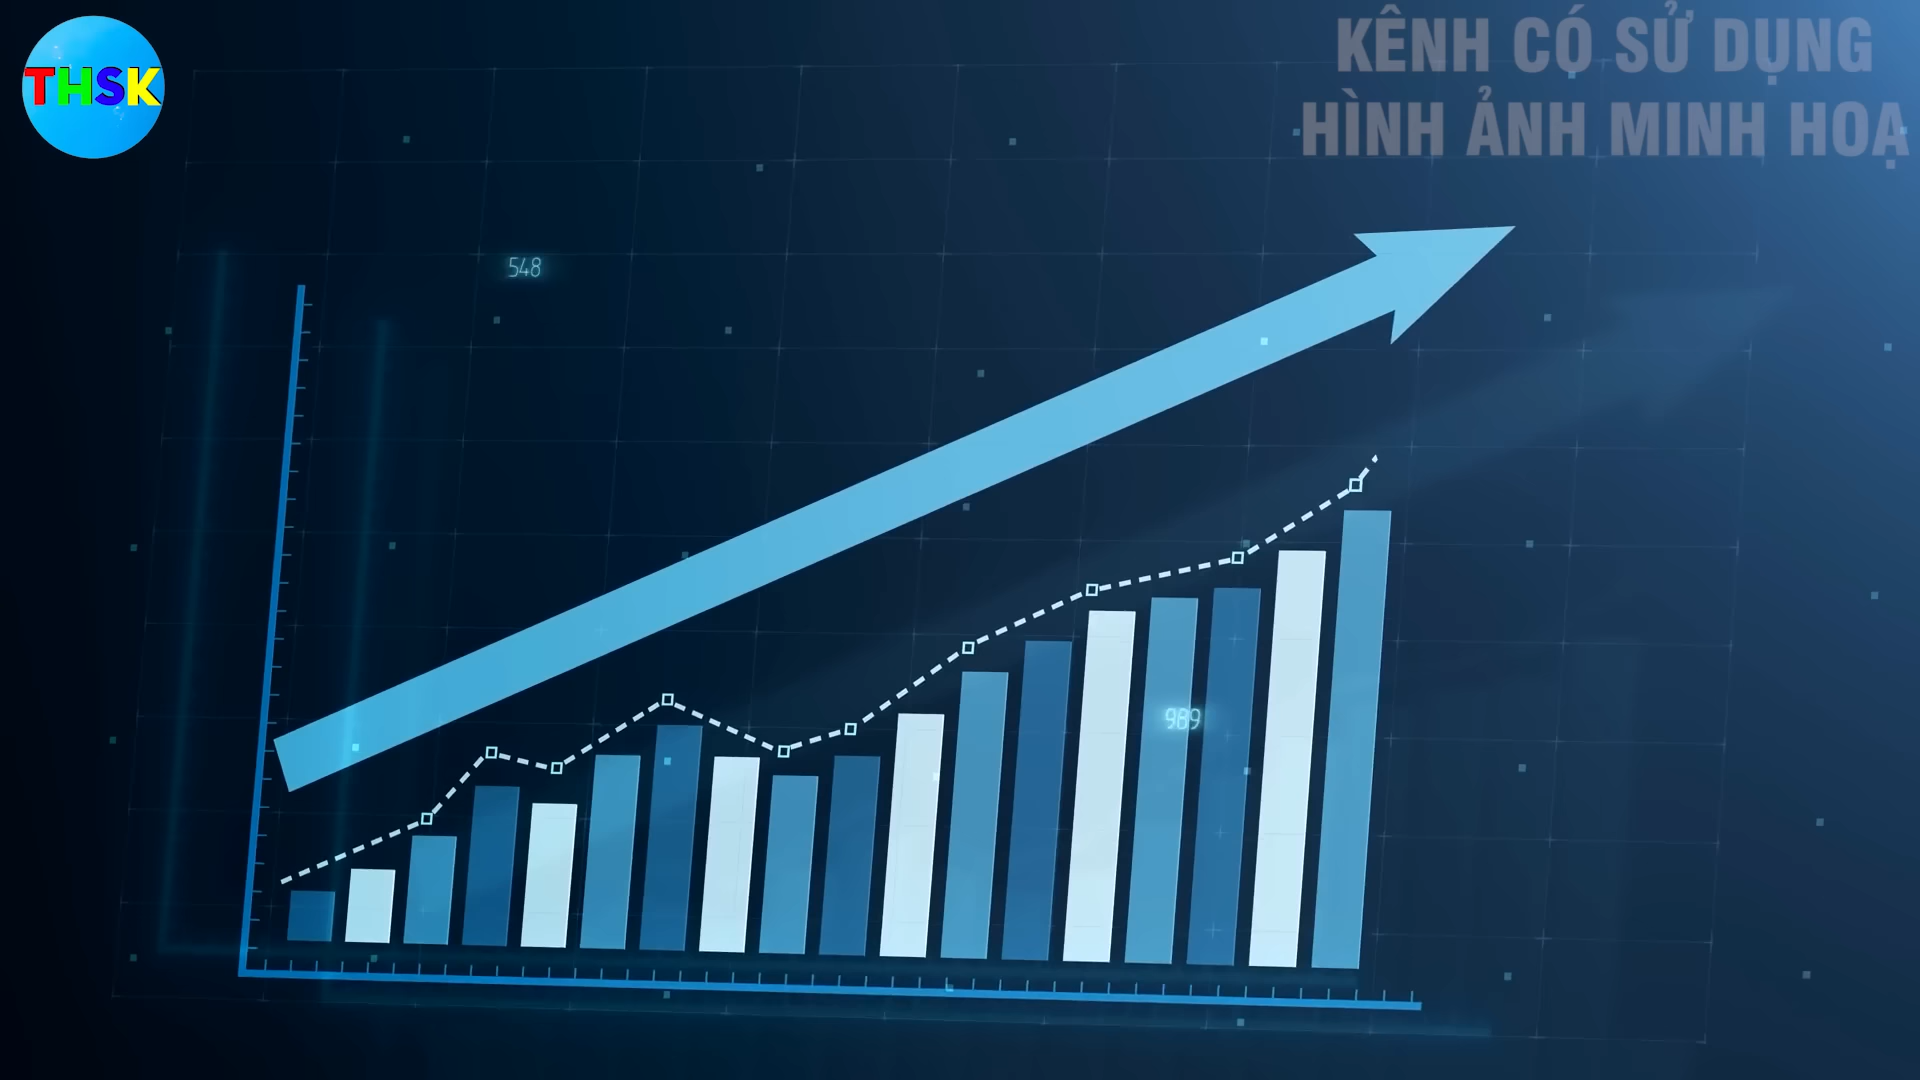 THSK
KÊNH CÓ SỬ DỤNG
HÌNH ẢNH MINH HOẠ
548
989